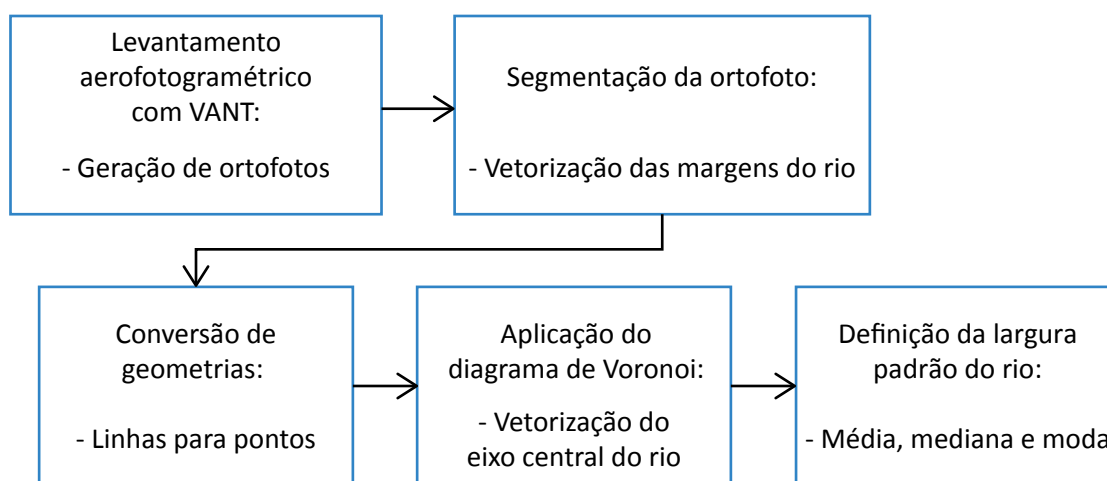 Levantamento
aerofotogramétrico
com VANT:
- Geração de ortofotos
Segmentação da ortofoto:
- Vetorização das margens do rio
Conversão de
geometrias:
- Linhas para pontos
Aplicação do
diagrama de Voronoi:
- Vetorização do
eixo central do rio
Definição da largura
padrão do rio:
- Média, mediana e moda